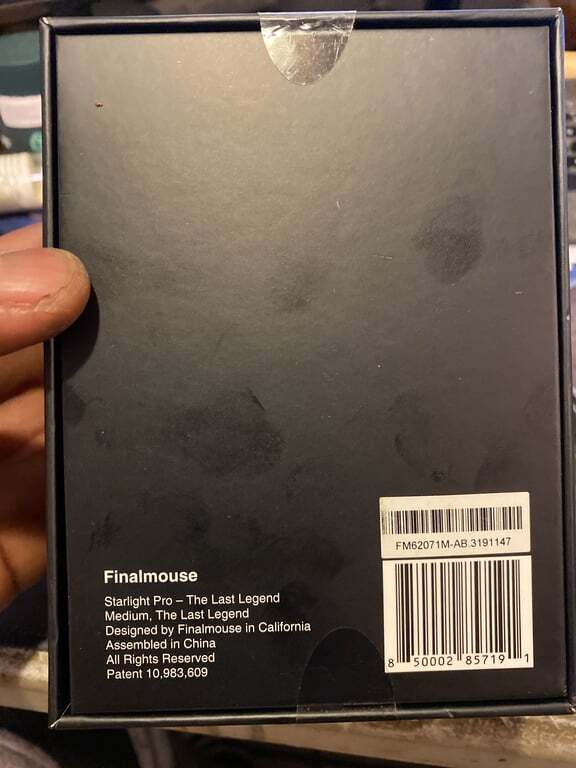 FM62071M-AB.3191147
8 50002 85719 1
Finalmouse
Starlight Pro – The Last Legend
Medium, The Last Legend
Designed by Finalmouse in California
Assembled in China
All Rights Reserved
Patent 10,983,609